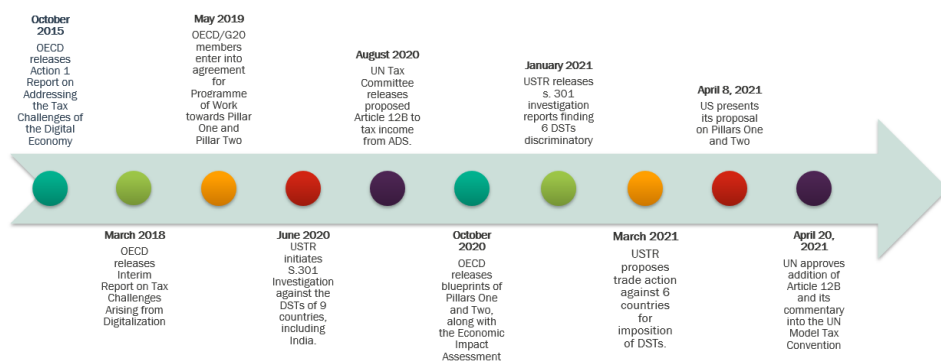 October
2015
OECD
releases
Action 1
Report on
Addressing
the Tax
Challenges of
the Digital
Economy
March 2018
OECD
releases
Interim
Report on Tax
Challenges
Arising from
Digitalization
May 2019
OECD/G20
members
enter into
agreement
for
Programme
of Work
towards Pillar
One and
Pillar Two
June 2020
USTR
initiates
S.301
Investigation
against the
DSTs of 9
countries,
including
India.
August 2020
UN Tax
Committee
releases
proposed
Article 12B to
tax income
from ADS.
October
2020
OECD
releases
blueprints of
Pillars One
and Two,
along with
the Economic
Impact
Assessment
January 2021
USTR releases
s. 301
investigation
reports finding
6 DSTs
discriminatory
March 2021
USTR
proposes
trade action
against 6
countries
for
imposition
of DSTs.
April 8, 2021
US presents
its proposal
on Pillars One
and Two
April 20,
2021
UN approves
addition of
Article 12B
and its
commentary
into the UN
Model Tax
Convention